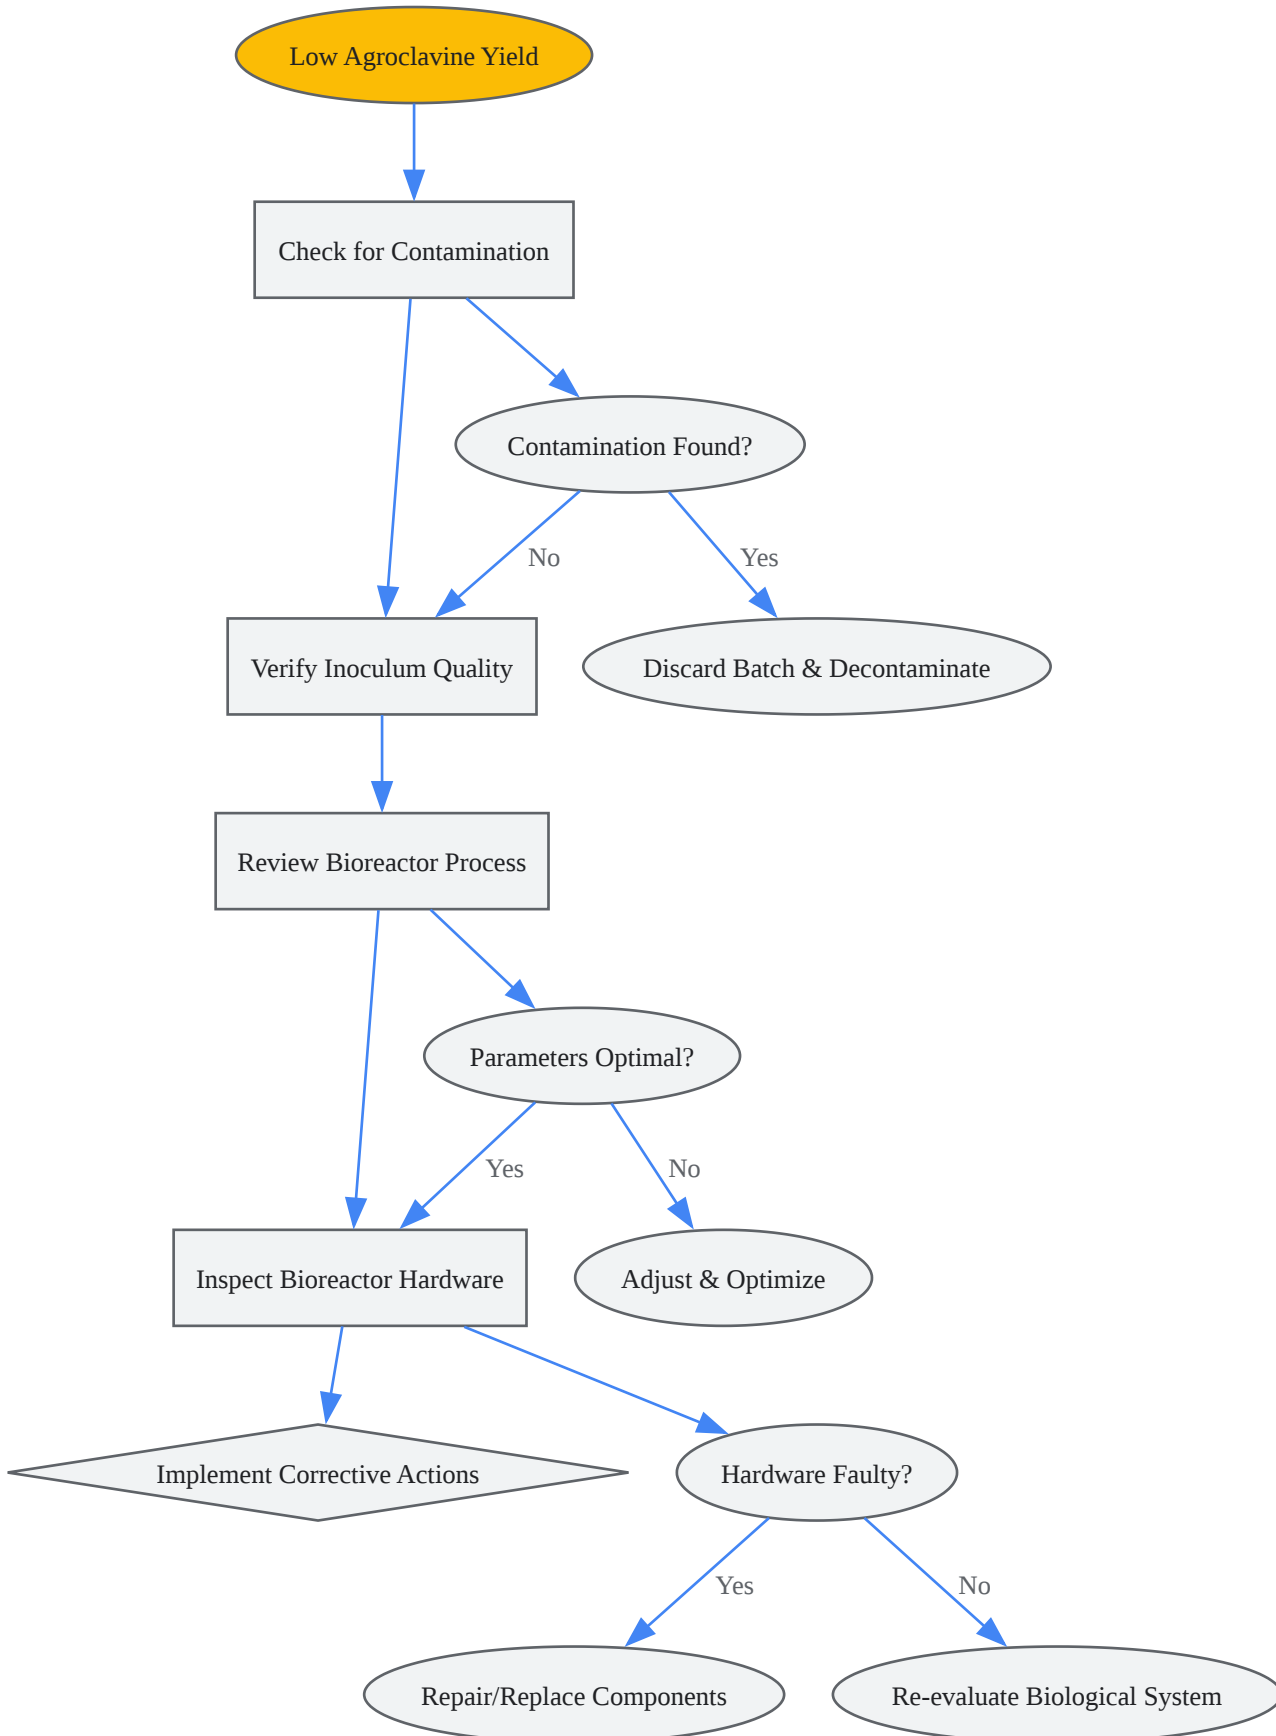 Low Agroclavine Yield
Check for Contamination
Contamination Found?
No
Yes
Verify Inoculum Quality
Discard Batch & Decontaminate
Review Bioreactor Process
Parameters Optimal?
Yes
No
Inspect Bioreactor Hardware
Adjust & Optimize
Implement Corrective Actions
Hardware Faulty?
Yes
No
Repair/Replace Components
Re-evaluate Biological System